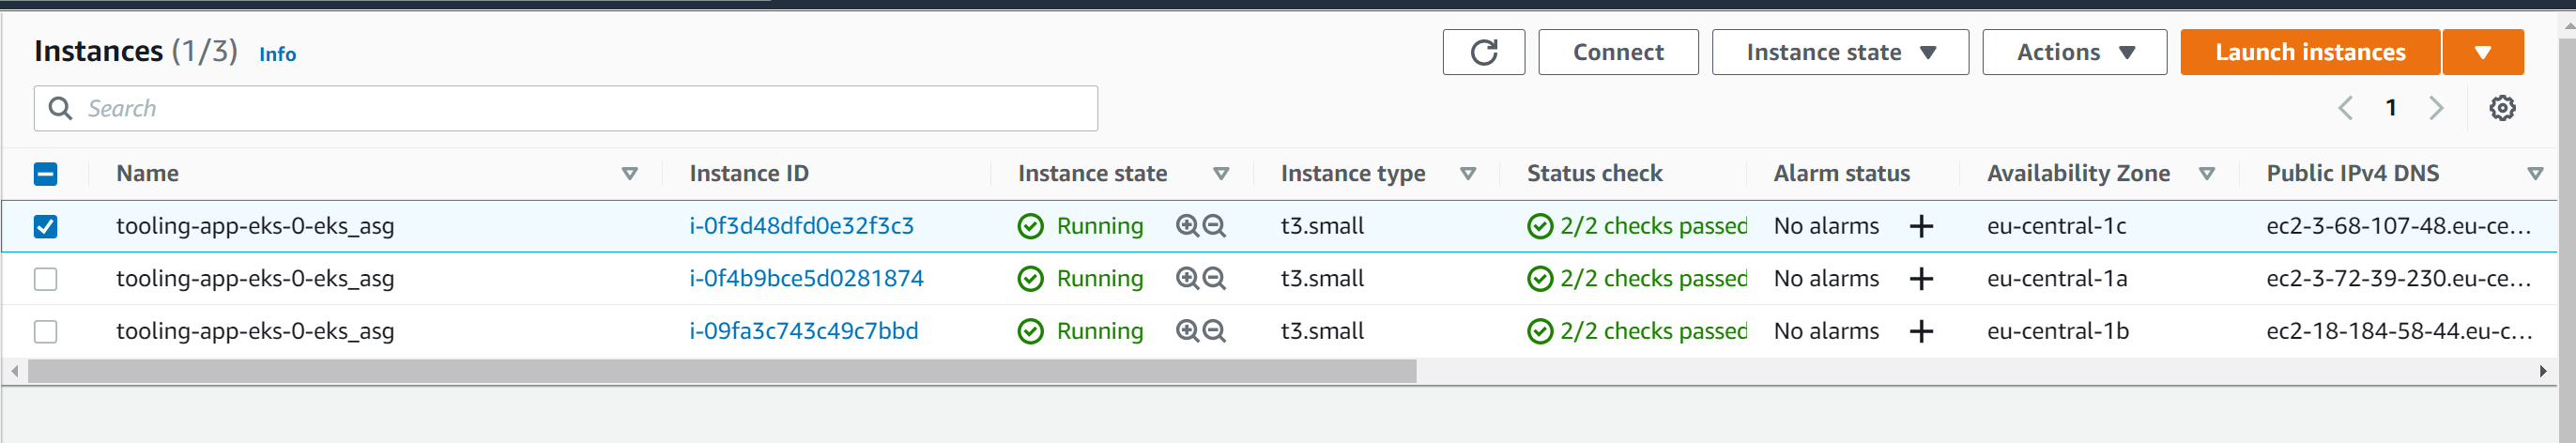 Instances (1/3) Info Connect Instance state Actions Launch instances
Search 1
Name Instance ID Instance state Instance type Status check Alarm status Availability Zone Public IPv4 DNS
tooling-app-eks-0-eks_asg i-0f3d48dfd0e32f3c3 Running t3.small 2/2 checks passed No alarms + eu-central-1c ec2-3-68-107-48.eu-ce...
tooling-app-eks-0-eks_asg i-0f4b9bce5d0281874 Running t3.small 2/2 checks passed No alarms + eu-central-1a ec2-3-72-39-230.eu-ce...
tooling-app-eks-0-eks_asg i-09fa3c743c49c7bbd Running t3.small 2/2 checks passed No alarms + eu-central-1b ec2-18-184-58-44.eu-c...